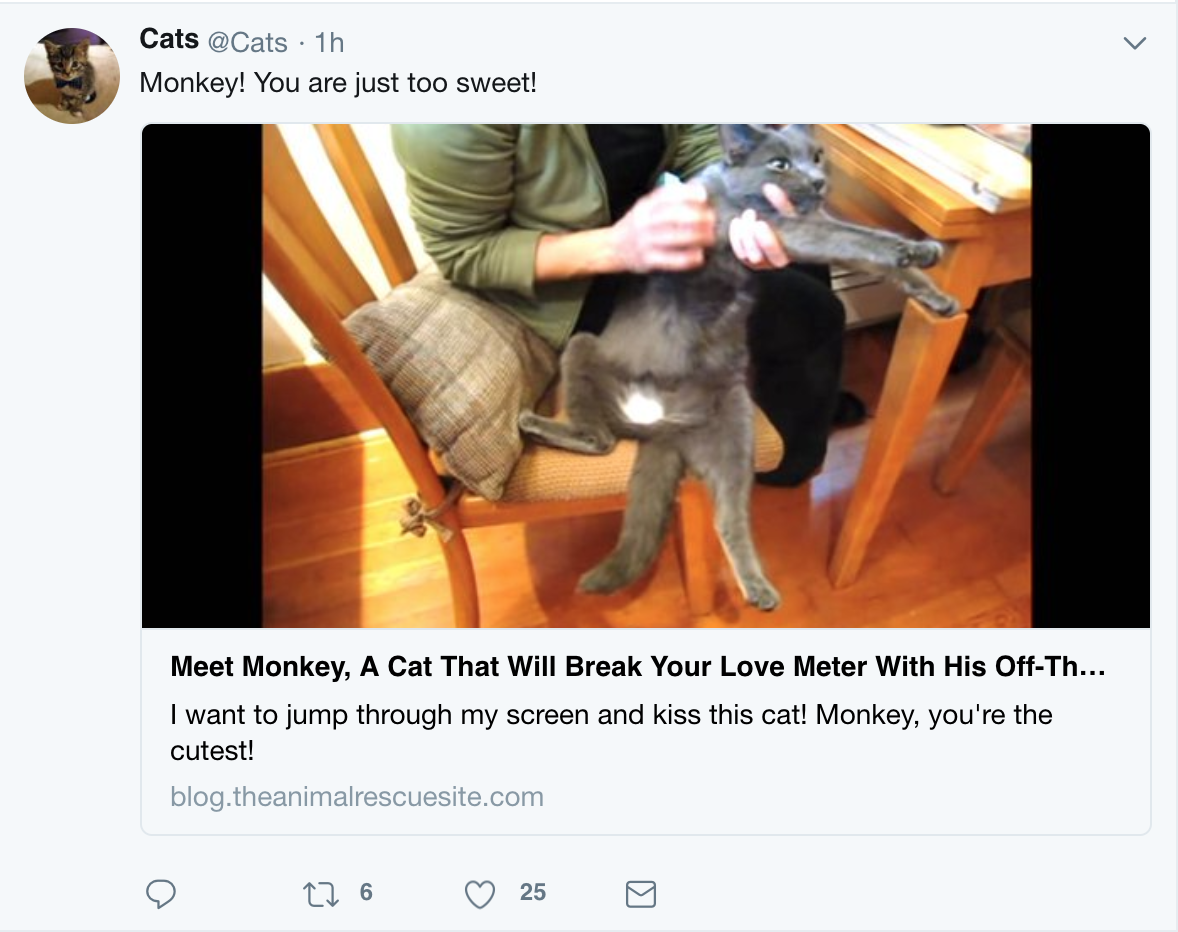 Cats @Cats · 1h
Monkey! You are just too sweet!
Meet Monkey, A Cat That Will Break Your Love Meter With His Off-Th...
I want to jump through my screen and kiss this cat! Monkey, you're the
cutest!
blog.theanimalrescuesite.com
6 25